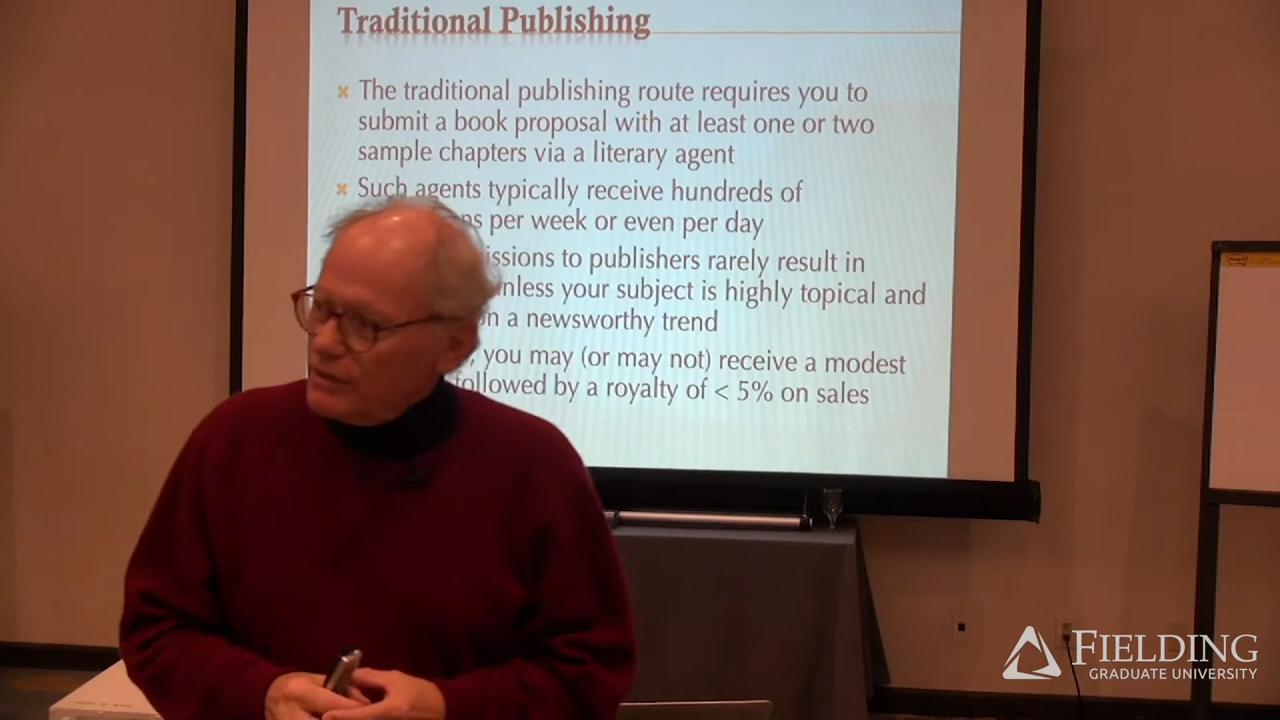 Traditional Publishing
The traditional publishing route requires you to
submit a book proposal with at least one or two
sample chapters via a literary agent
Such agents typically receive hundreds of
per week or even per day
to publishers rarely result in
your subject is highly topical and
a newsworthy trend
you may (or may not) receive a modest
followed by a royalty of < 5% on sales
FIELDING
GRADUATE UNIVERSITY